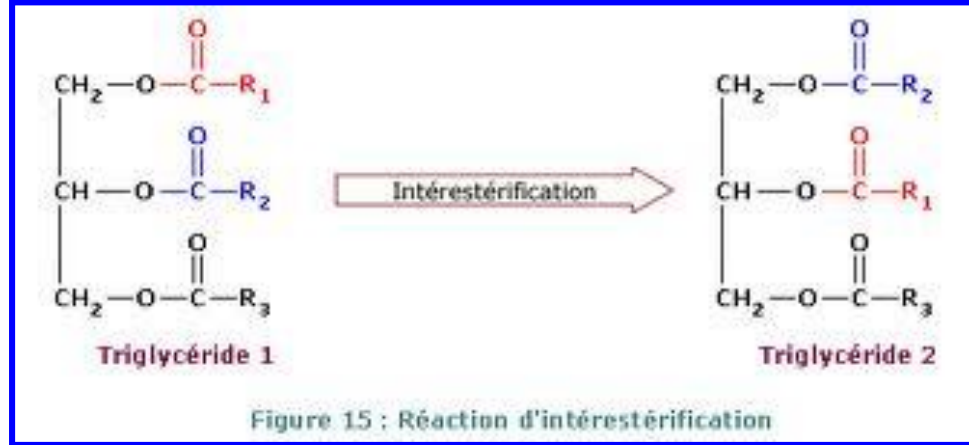 O O
CH2—O—C—R1 CH2—O—C—R2
O O
CH—O—C—R2 Intérestérification CH—O—C—R1
O O
CH2—O—C—R3 CH2—O—C—R3
Triglycéride 1 Triglycéride 2
Figure 15 : Réaction d'intérestérification